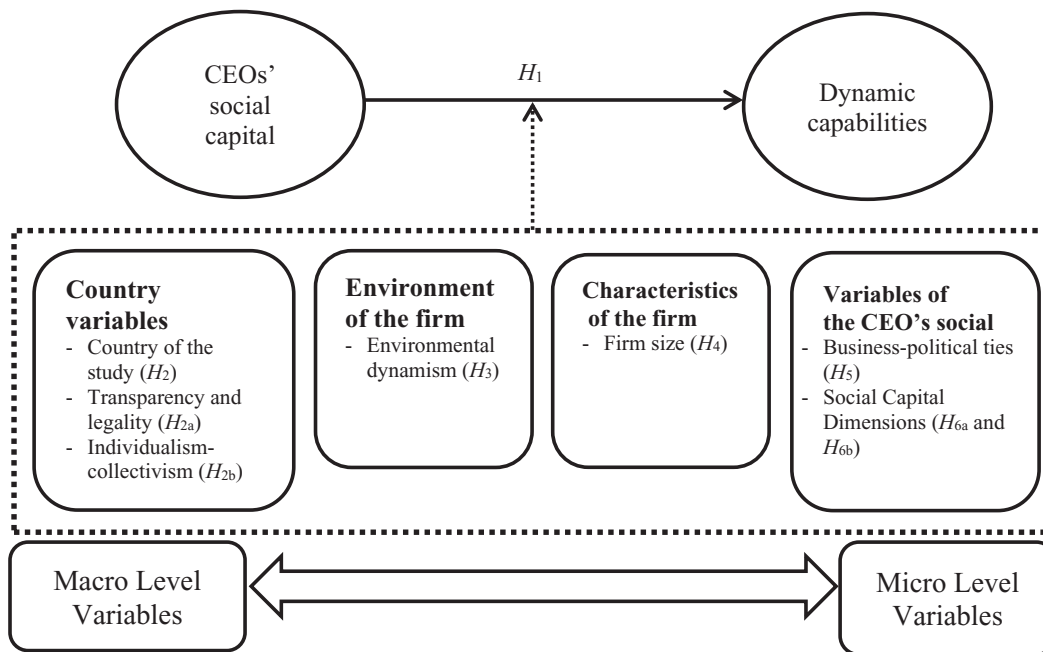 CEOs’
social
capital
H1
Dynamic
capabilities
Country
variables
- Country of the
study (H2)
- Transparency and
legality (H2a)
- Individualism-
collectivism (H2b)
Environment
of the firm
- Environmental
dynamism (H3)
Characteristics
of the firm
- Firm size (H4)
Variables of
the CEO’s social
- Business-political ties
(H5)
- Social Capital
Dimensions (H6a and
H6b)
Macro Level
Variables
Micro Level
Variables